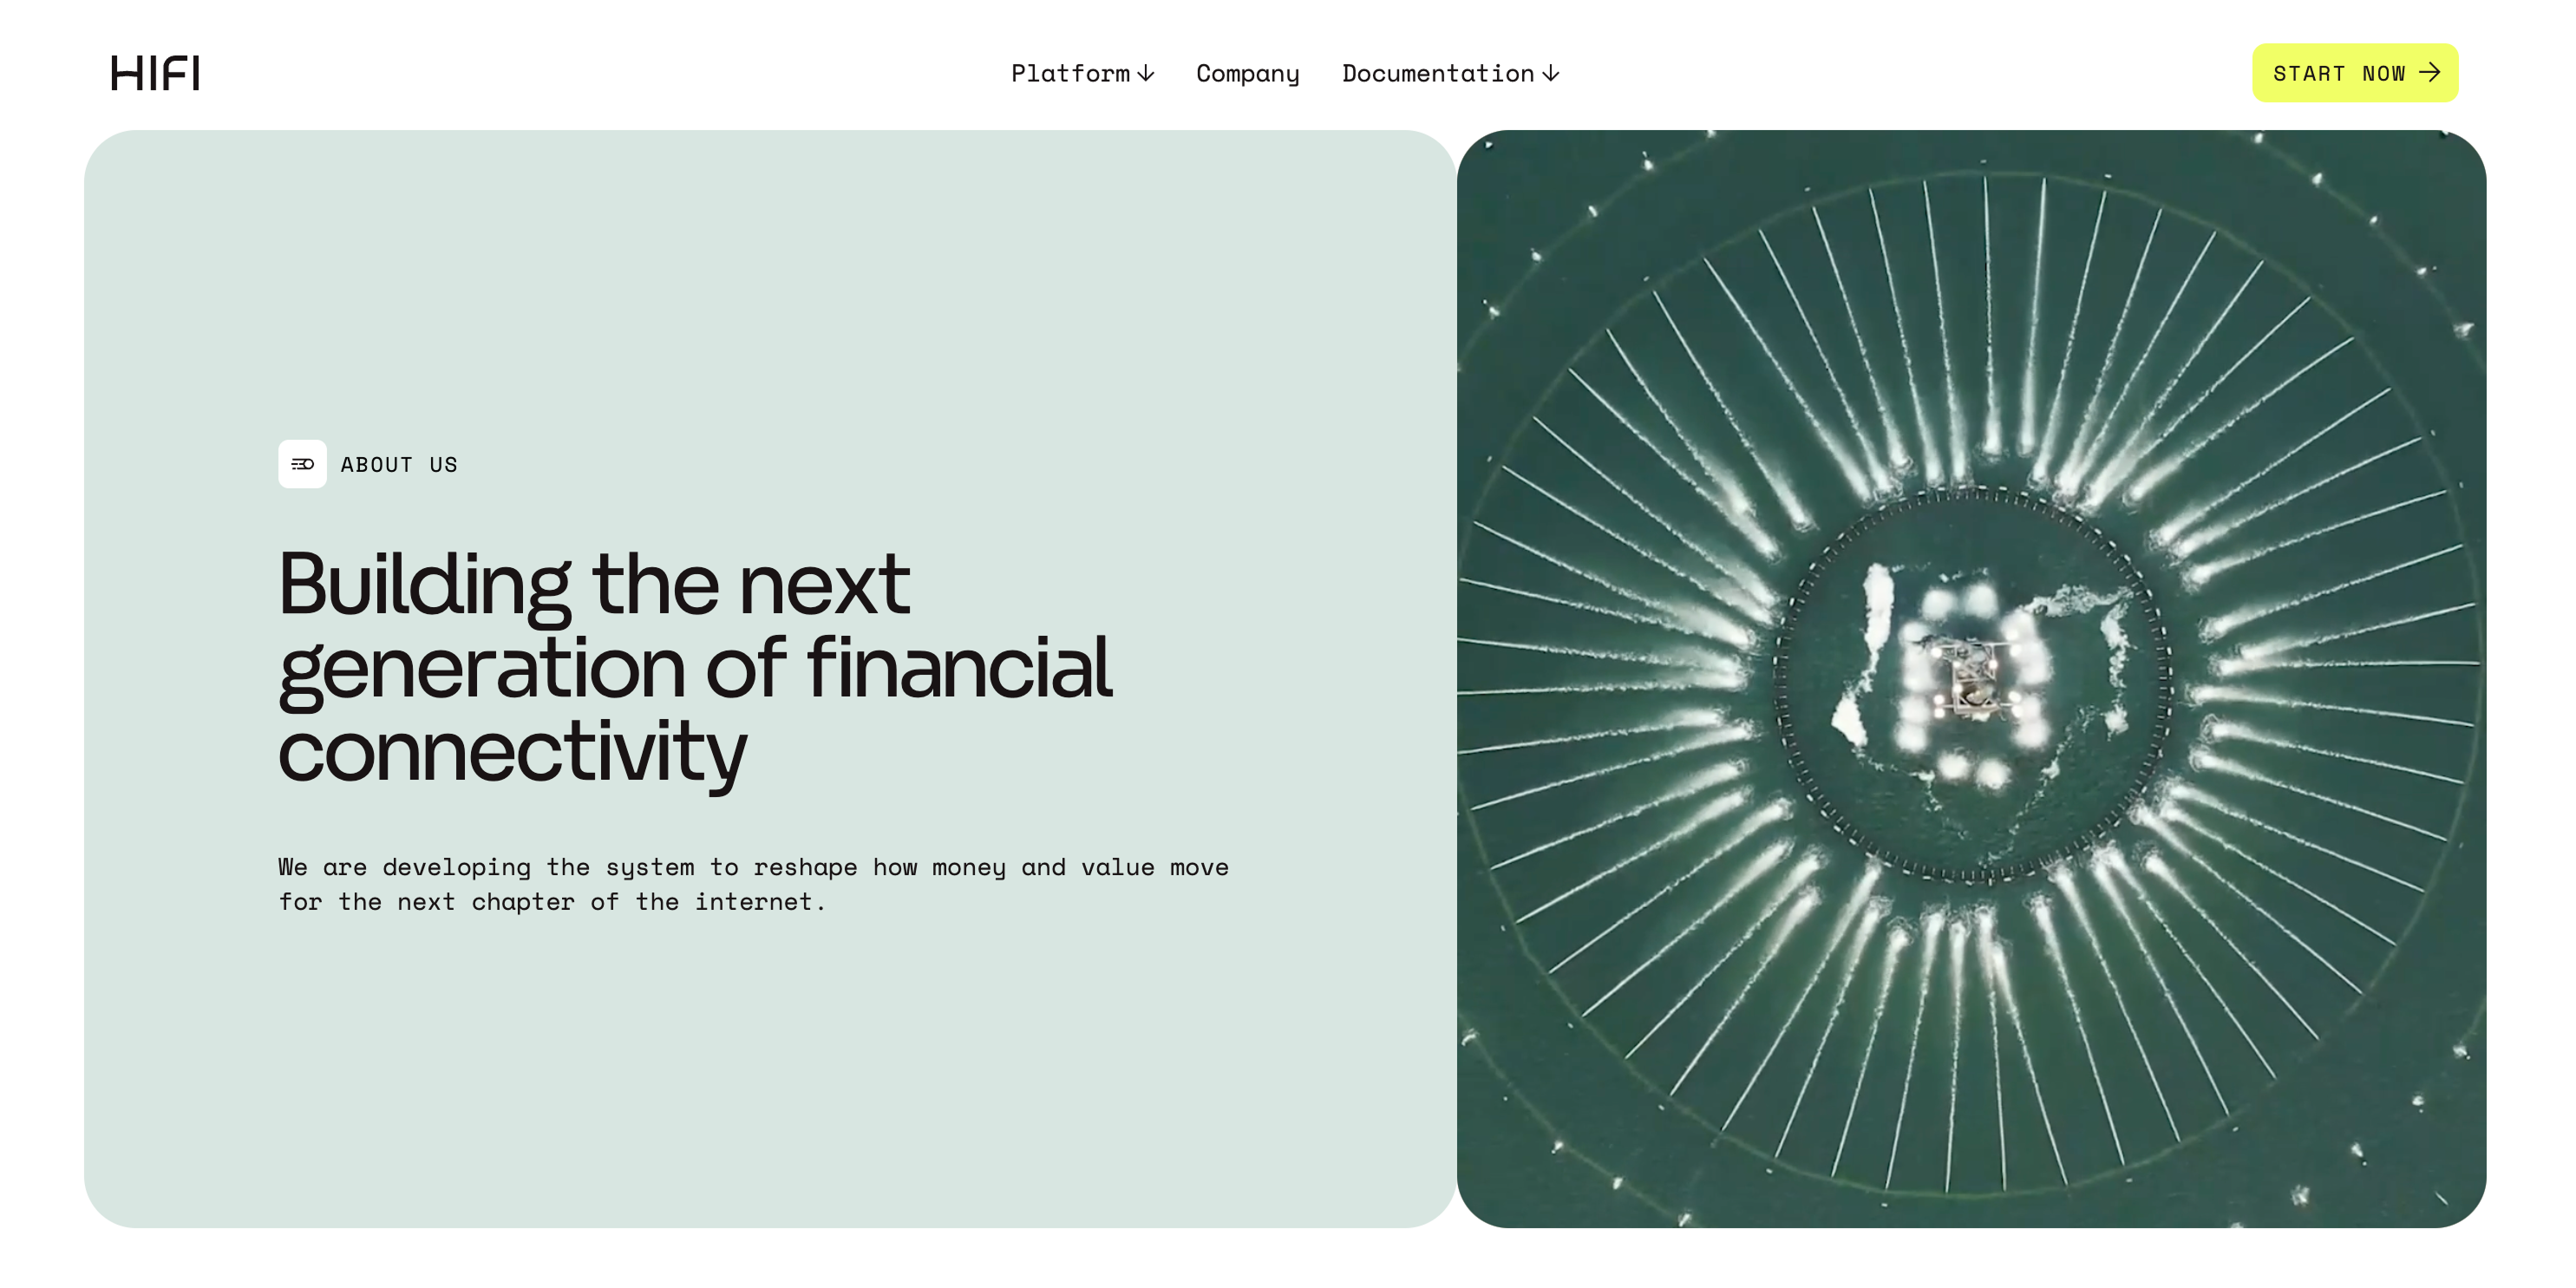 HIFI
Platform ↓ Company Documentation ↓
START NOW →
ABOUT US
Building the next
generation of financial
connectivity
We are developing the system to reshape how money and value move
for the next chapter of the internet.